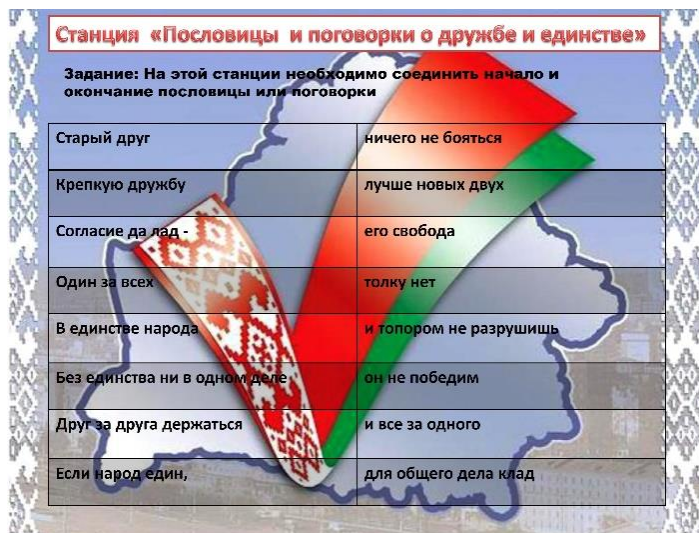 Станция «Пословицы и поговорки о дружбе и единстве»
Задание: На этой станции необходимо соединить начало и
окончание пословицы или поговорки
Старый друг ничего не бояться
Крепкую дружбу лучше новых двух
Согласие да лад - его свобода
Один за всех толку нет
В единстве народа и топором не разрушишь
Без единства ни в одном деле он не победим
Друг за друга держаться и все за одного
Если народ един, для общего дела клад